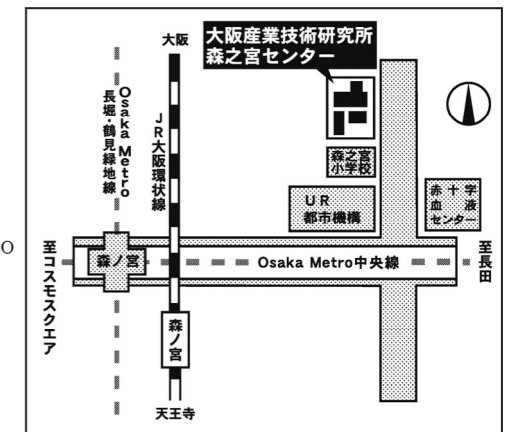 大阪
大阪産業技術研究所
森之宮センター
Osaka Metro
長堀・鶴見緑地線
JR大阪環状線
森之宮
小学校
UR
都市機構
赤十字
血液
センター
O
至コスモスクエア
森ノ宮
Osaka Metro中央線
至長田
森ノ宮
天王寺